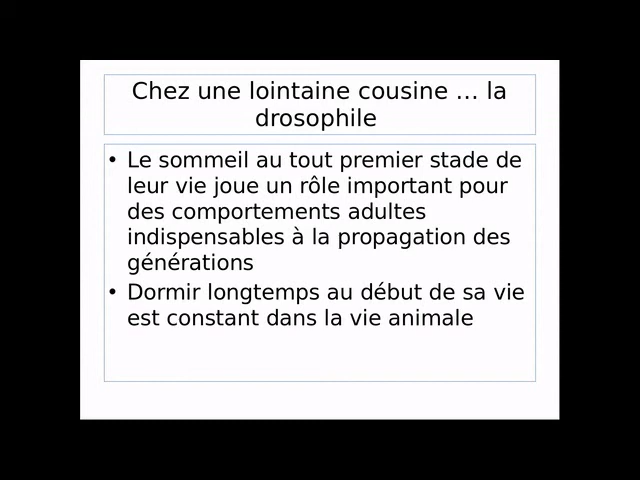 Chez une lointaine cousine ... la
drosophile
• Le sommeil au tout premier stade de
leur vie joue un rôle important pour
des comportements adultes
indispensables à la propagation des
générations
• Dormir longtemps au début de sa vie
est constant dans la vie animale